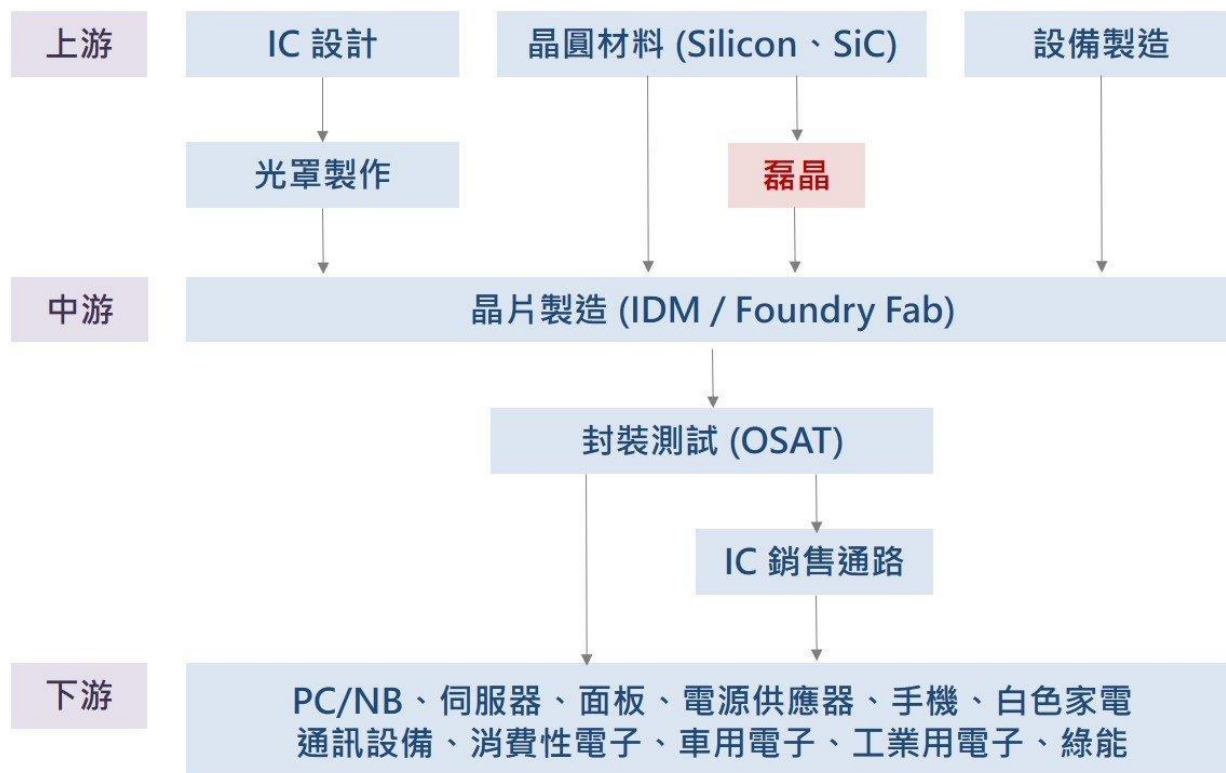 上游
IC 設計
晶圓材料 (Silicon、SiC)
設備製造
光罩製作
磊晶
中游
晶片製造 (IDM / Foundry Fab)
封裝測試 (OSAT)
IC 銷售通路
下游
PC/NB、伺服器、面板、電源供應器、手機、白色家電
通訊設備、消費性電子、車用電子、工業用電子、綠能